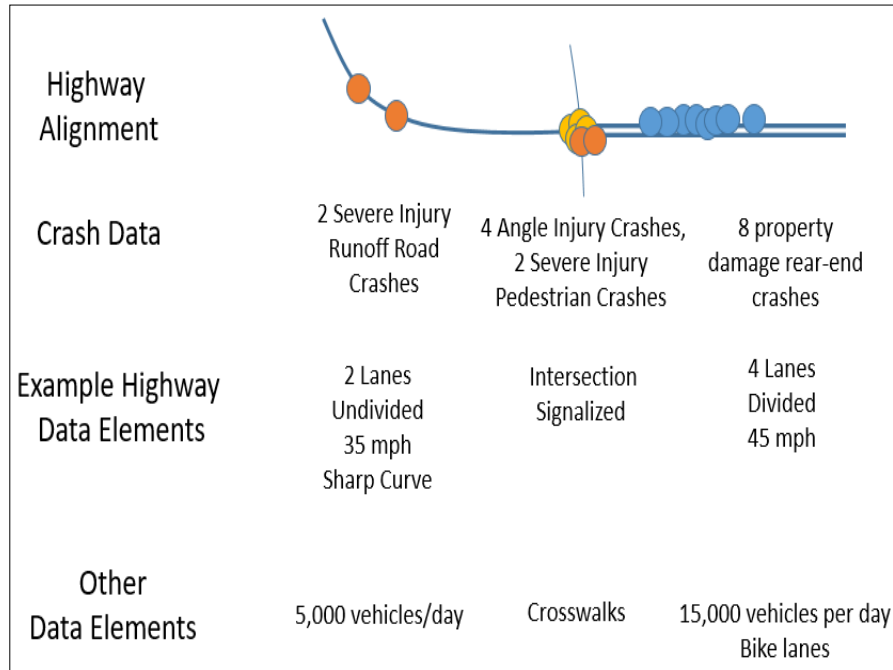 Highway
Alignment
Crash Data
2 Severe Injury
Runoff Road
Crashes
4 Angle Injury Crashes,
2 Severe Injury
Pedestrian Crashes
8 property
damage rear-end
crashes
Example Highway
Data Elements
2 Lanes
Undivided
35 mph
Sharp Curve
Intersection
Signalized
4 Lanes
Divided
45 mph
Other
Data Elements
5,000 vehicles/day
Crosswalks
15,000 vehicles per day
Bike lanes